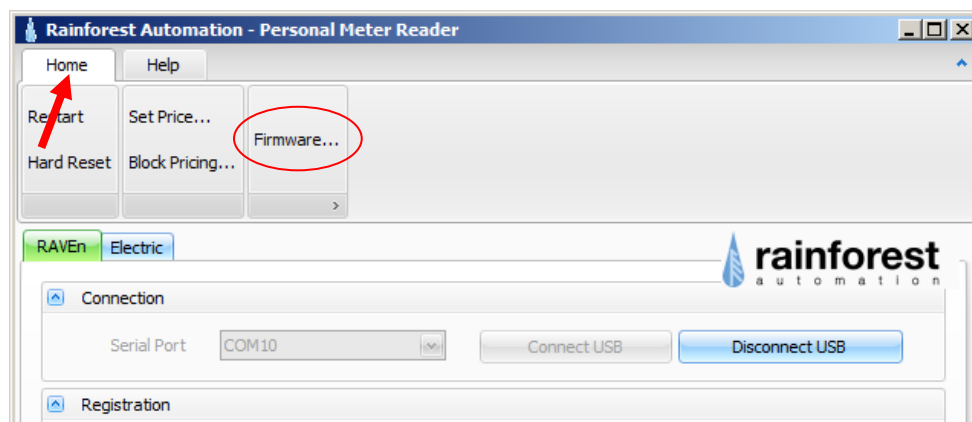 Rainforest Automation - Personal Meter Reader
Home Help
Restart Set Price...
Firmware...
Hard Reset Block Pricing...
RAVEn Electric
rainforest
automation
Connection
Serial Port COM10 Connect USB Disconnect USB
Registration